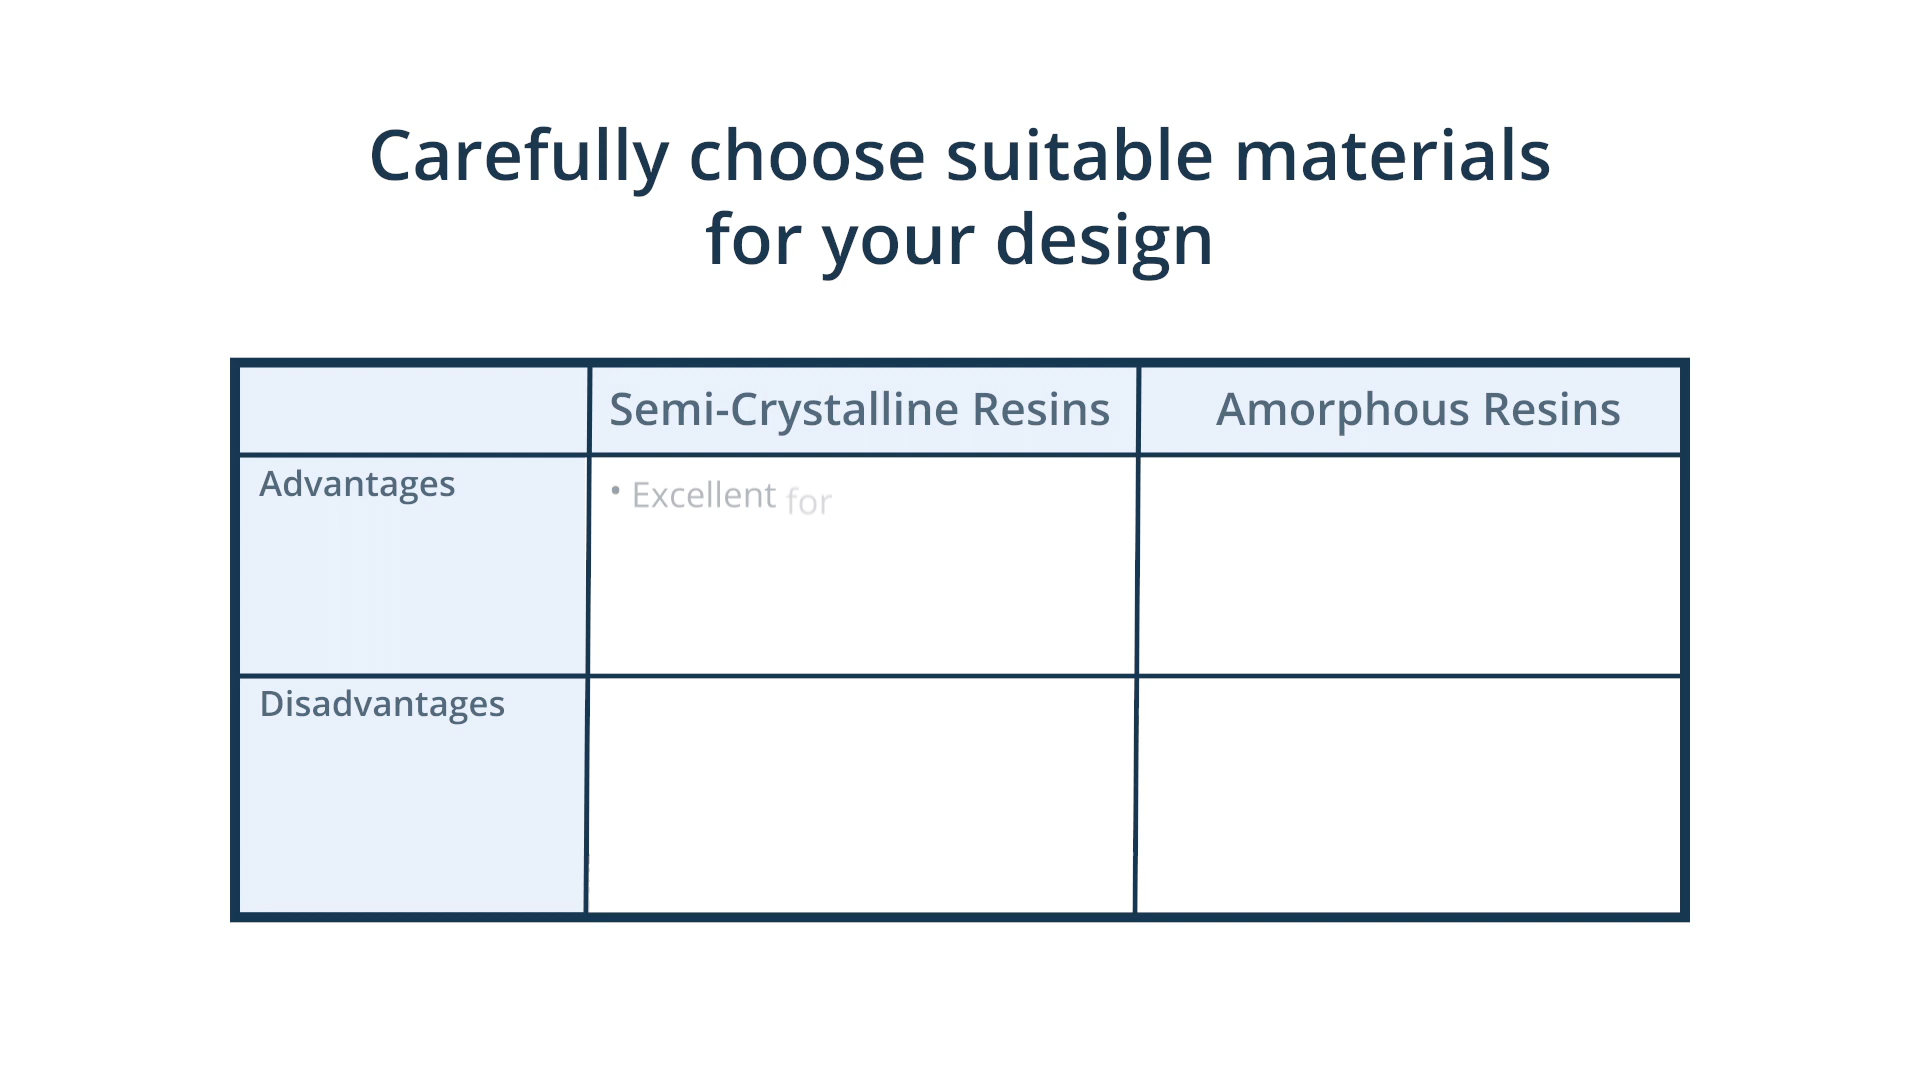 Carefully choose suitable materials
for your design
Semi-Crystalline Resins
Amorphous Resins
Advantages
• Excellent for
Disadvantages